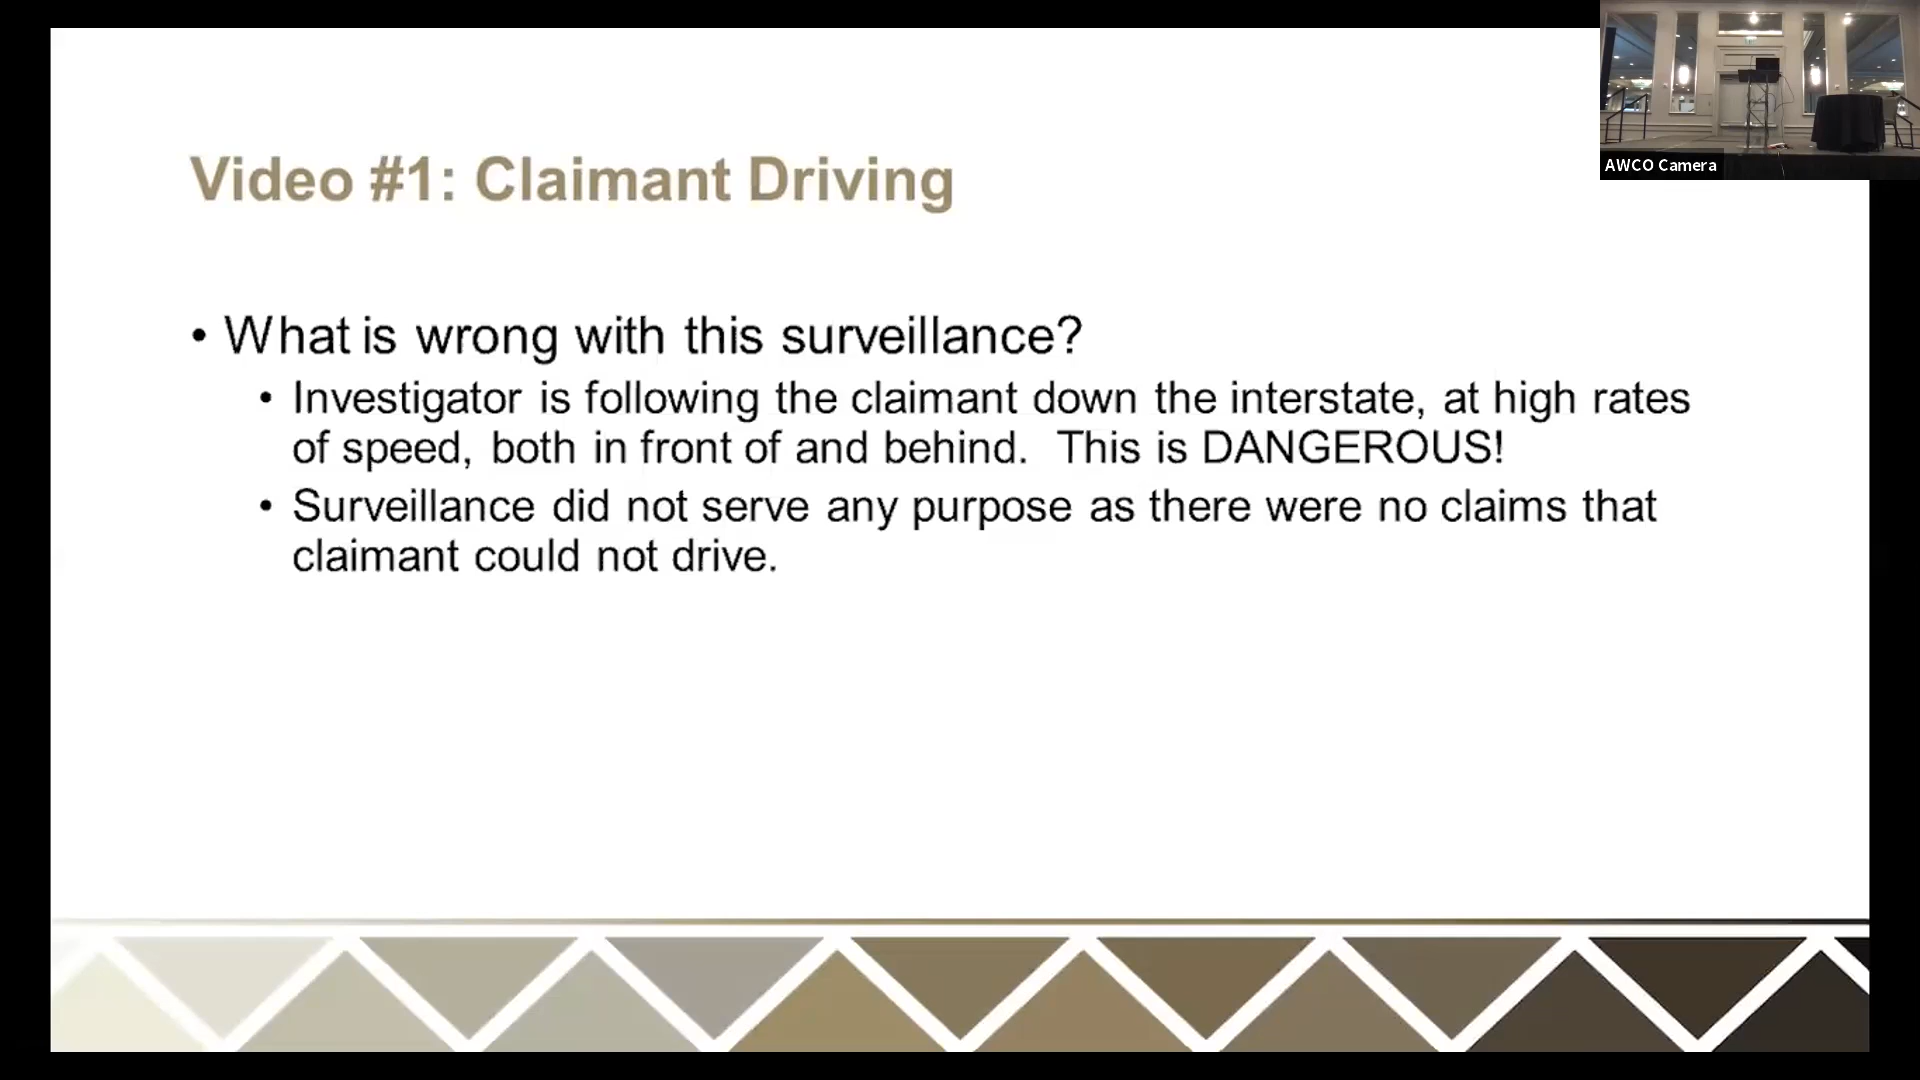 Video #1: Claimant Driving
• What is wrong with this surveillance?
• Investigator is following the claimant down the interstate, at high rates
of speed, both in front of and behind.  This is DANGEROUS!
• Surveillance did not serve any purpose as there were no claims that
claimant could not drive.
AWCO Camera